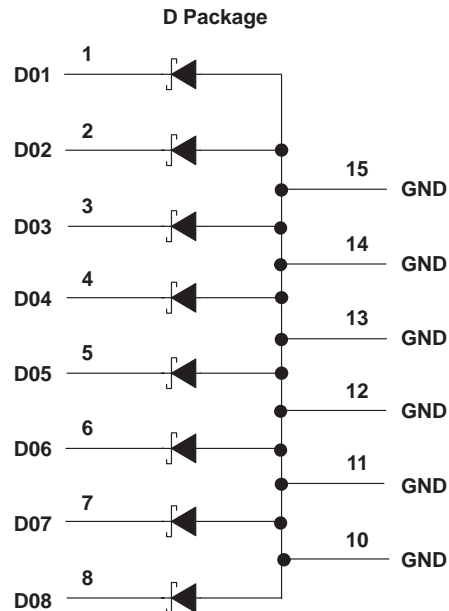 D Package
D01 1
D02 2
15 GND
D03 3
14 GND
D04 4
13 GND
D05 5
12 GND
D06 6
11 GND
D07 7
10 GND
D08 8